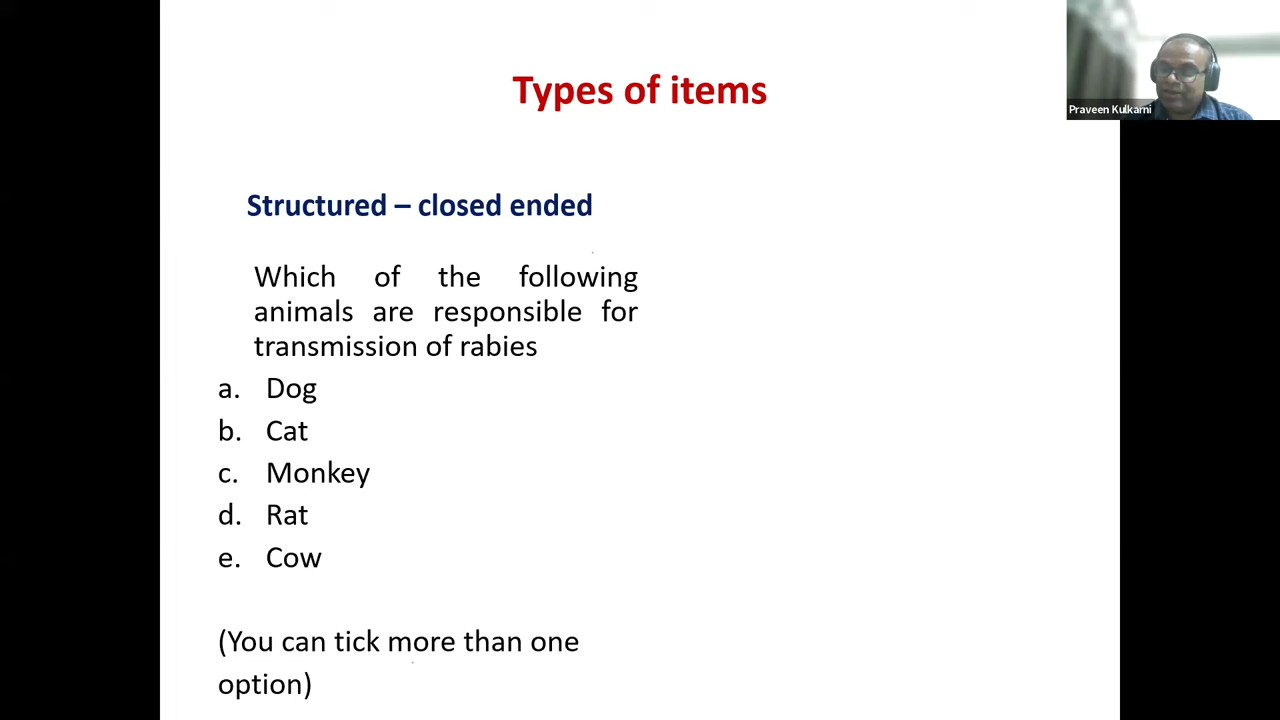 Types of items
Praveen Kulkarni
Structured – closed ended
Which of the following
animals are responsible for
transmission of rabies
a. Dog
b. Cat
c. Monkey
d. Rat
e. Cow
(You can tick more than one
option)